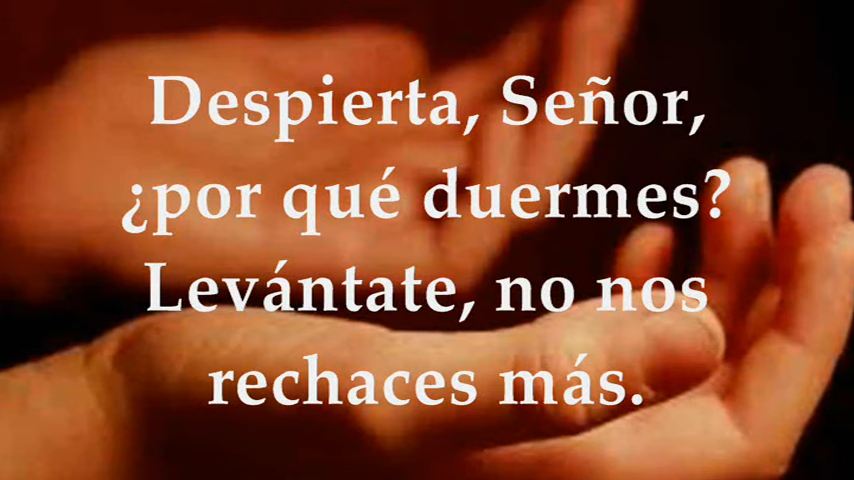 Despierta, Señor,
¿por qué duermes?
Levántate, no nos
rechaces más.